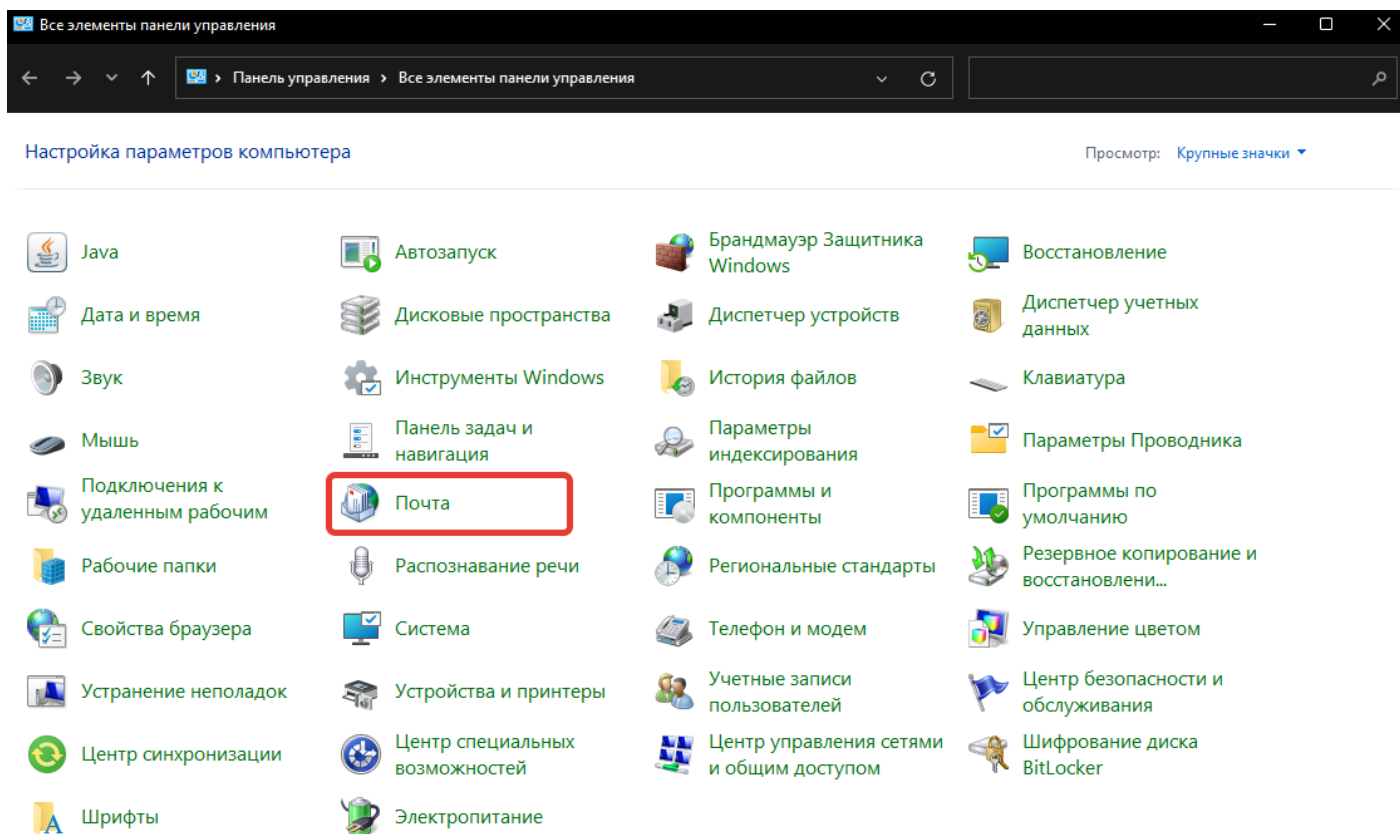 Все элементы панели управления
Панель управления > Все элементы панели управления
Настройка параметров компьютера
Просмотр: Крупные значки
Java
Автозапуск
Брандмауэр Защитника
Windows
Восстановление
Дата и время
Дисковые пространства
Диспетчер устройств
Диспетчер учетных
данных
Звук
Инструменты Windows
История файлов
Клавиатура
Мышь
Панель задач и
навигация
Параметры
индексирования
Параметры Проводника
Подключения к
удаленным рабочим
Почта
Программы и
компоненты
Программы по
умолчанию
Рабочие папки
Распознавание речи
Региональные стандарты
Резервное копирование и
восстановлени...
Свойства браузера
Система
Телефон и модем
Управление цветом
Устранение неполадок
Устройства и принтеры
Учетные записи
пользователей
Центр безопасности и
обслуживания
Центр синхронизации
Центр специальных
возможностей
Центр управления сетями
и общим доступом
Шифрование диска
BitLocker
Шрифты
Электропитание